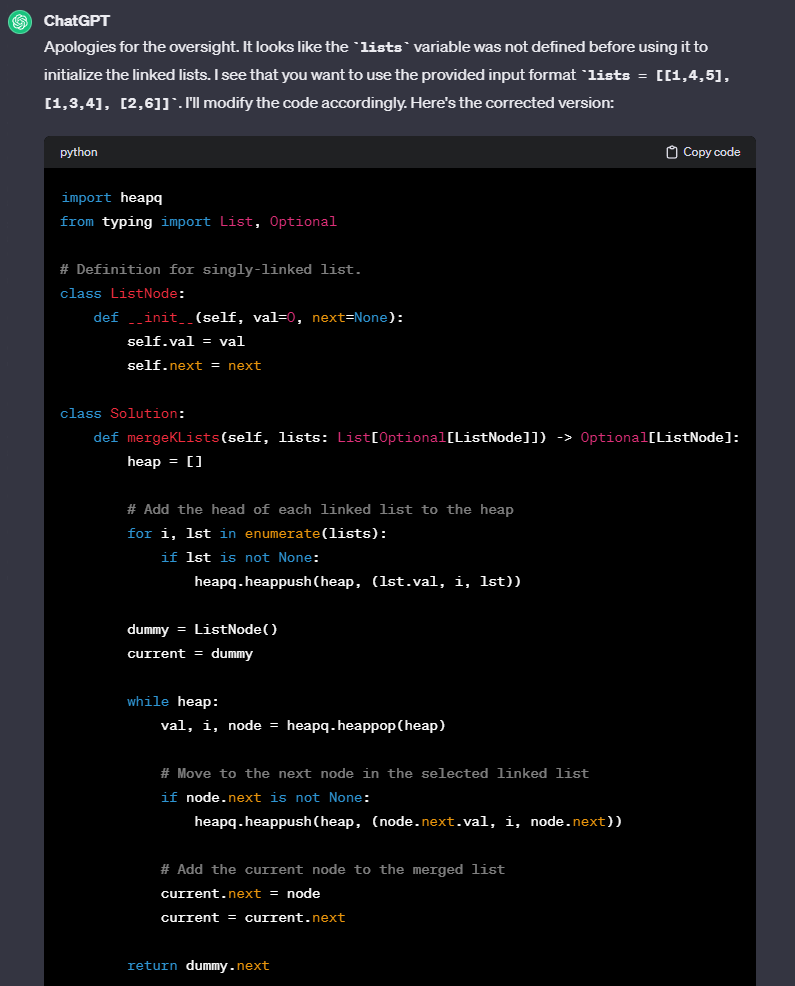 ChatGPT
Apologies for the oversight. It looks like the `lists` variable was not defined before using it to
initialize the linked lists. I see that you want to use the provided input format `lists = [[1,4,5],
[1,3,4], [2,6]]`. I'll modify the code accordingly. Here's the corrected version:
python
Copy code
import heapq
from typing import List, Optional
# Definition for singly-linked list.
class ListNode:
    def __init__(self, val=0, next=None):
        self.val = val
        self.next = next
class Solution:
    def mergeKLists(self, lists: List[Optional[ListNode]]) -> Optional[ListNode]:
        heap = []
        # Add the head of each linked list to the heap
        for i, lst in enumerate(lists):
            if lst is not None:
                heapq.heappush(heap, (lst.val, i, lst))
        dummy = ListNode()
        current = dummy
        while heap:
            val, i, node = heapq.heappop(heap)
            # Move to the next node in the selected linked list
            if node.next is not None:
                heapq.heappush(heap, (node.next.val, i, node.next))
            # Add the current node to the merged list
            current.next = node
            current = current.next
        return dummy.next